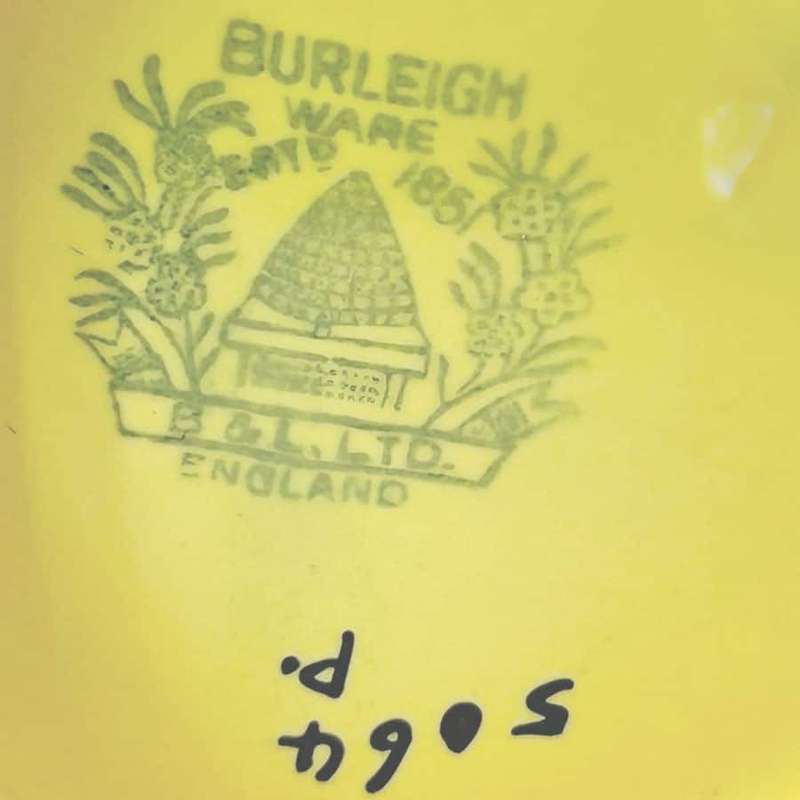 BURLEIGH
WARE
ESTD 1851
B & L. LTD.
ENGLAND
5064
P.